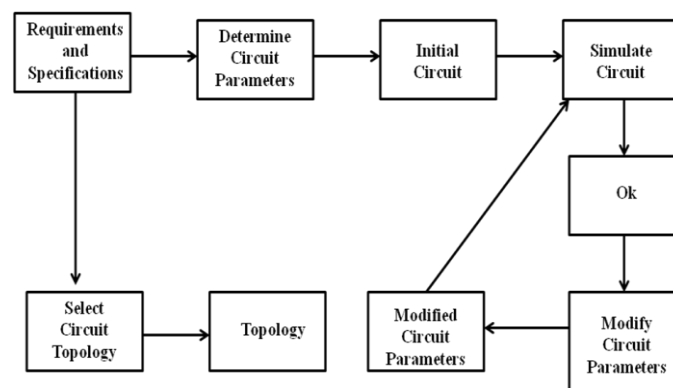 Requirements
and
Specifications
Determine
Circuit
Parameters
Initial
Circuit
Simulate
Circuit
Ok
Select
Circuit
Topology
Topology
Modified
Circuit
Parameters
Modify
Circuit
Parameters